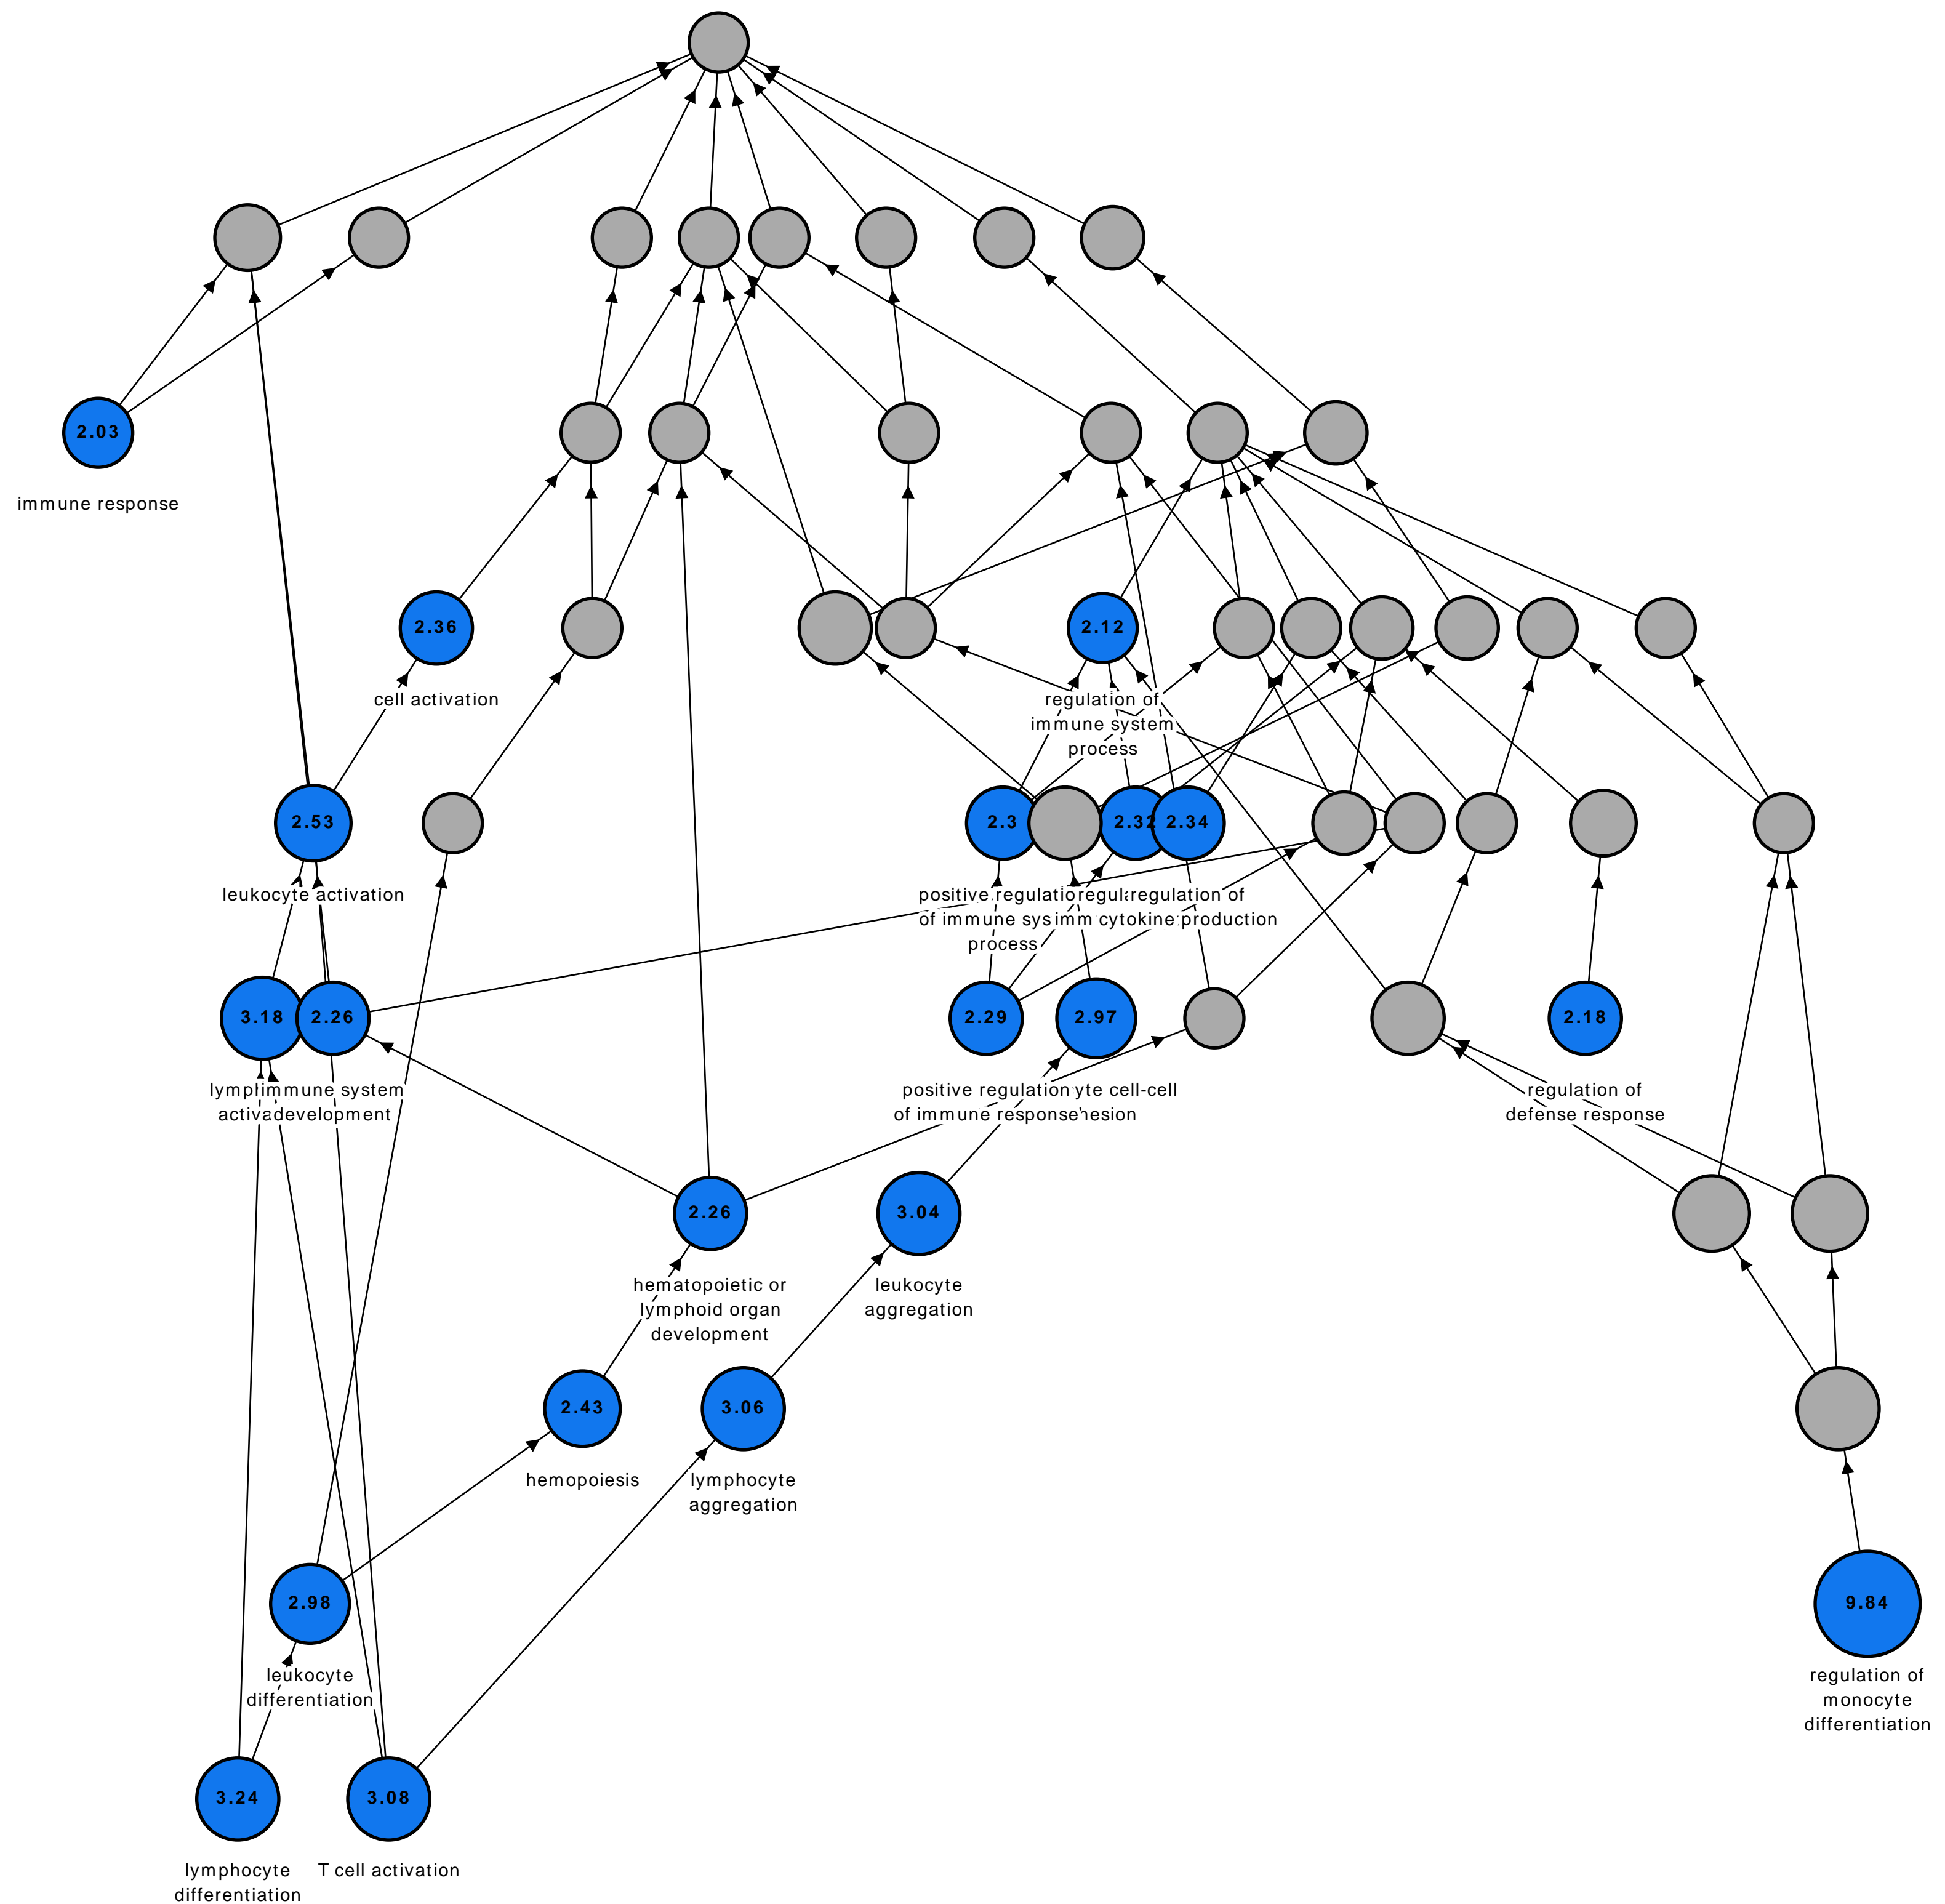 2.03
immune response
2.36
2.12
cell activation
regulation of
immune system
process
2.53
2.3
2.32
2.34
leukocyte activation
positive
regulation of
of immune
cytokine production
process
3.18
2.26
2.29
2.97
2.18
immune system
development
positive regulation
cell-cell
of immune response
regulation of
defense response
2.26
3.04
hematopoietic or
lymphoid organ
development
leukocyte
aggregation
2.43
3.06
hemopoiesis
lymphocyte
aggregation
2.98
9.84
leukocyte
differentiation
regulation of
monocyte
differentiation
3.24
3.08
lymphocyte
differentiation
T cell activation